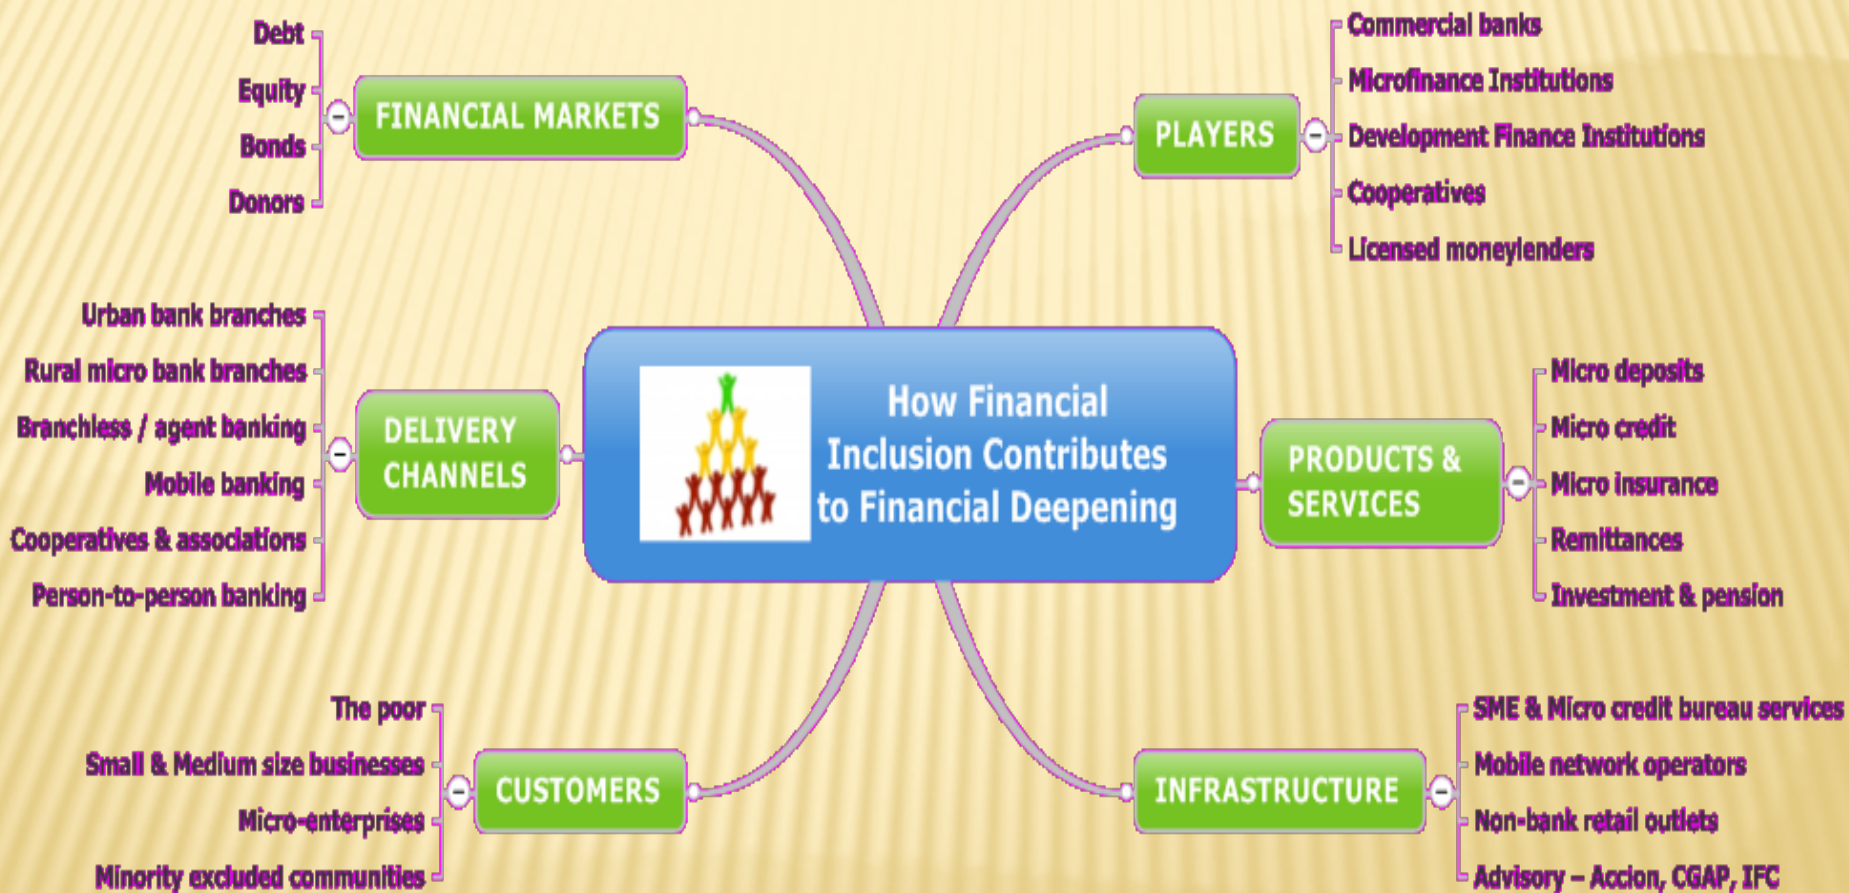 How Financial
Inclusion Contributes
to Financial Deepening
FINANCIAL MARKETS
Debt
Equity
Bonds
Donors
DELIVERY
CHANNELS
Urban bank branches
Rural micro bank branches
Branchless / agent banking
Mobile banking
Cooperatives & associations
Person-to-person banking
CUSTOMERS
The poor
Small & Medium size businesses
Micro-enterprises
Minority excluded communities
PLAYERS
Commercial banks
Microfinance Institutions
Development Finance Institutions
Cooperatives
Licensed moneylenders
PRODUCTS &
SERVICES
Micro deposits
Micro credit
Micro insurance
Remittances
Investment & pension
INFRASTRUCTURE
SME & Micro credit bureau services
Mobile network operators
Non-bank retail outlets
Advisory – Accion, CGAP, IFC